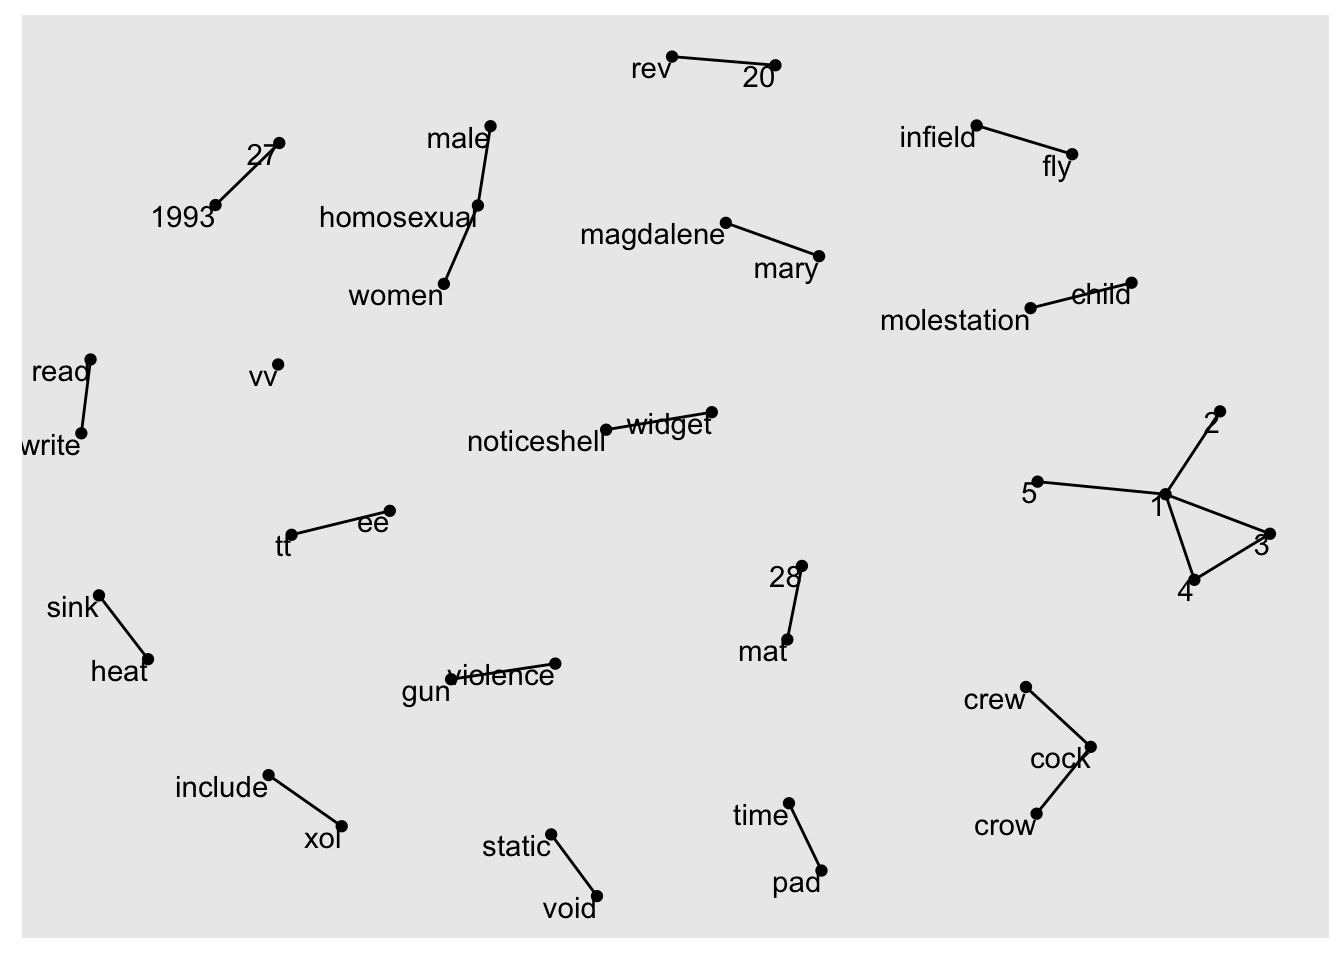 rev
20
male
infield
27
fly
1993
homosexual
magdalene
mary
women
child
molestation
read
vv
2
widget
write
noticeshell
5
1
ee
tt
3
28
4
sink
mat
heat
violence
gun
crew
cock
include
time
crow
xol
static
pad
void